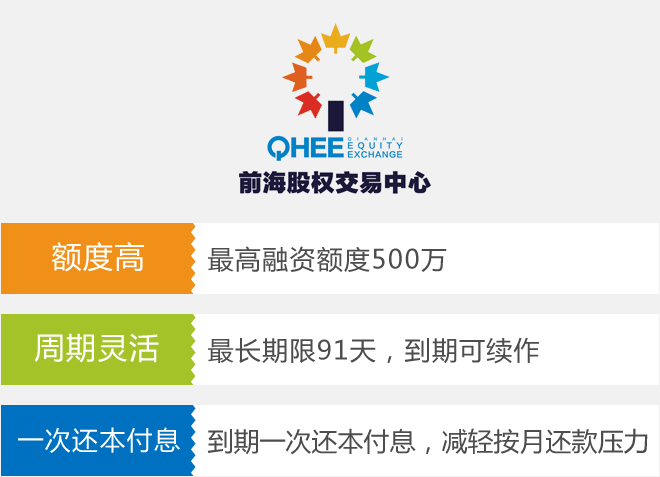 QHEE
QIANHAI
EQUITY
EXCHANGE
前海股权交易中心
额度高
最高融资额度500万
周期灵活
最长期限91天，到期可续作
一次还本付息
到期一次还本付息，减轻按月还款压力